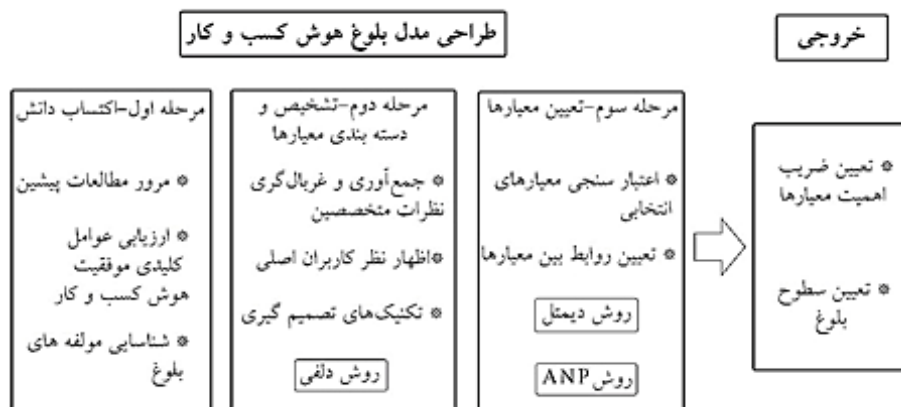 طراحی مدل بلوغ هوش کسب و کار
خروجی
مرحله اول-اکتساب دانش
* مرور مطالعات پیشین
* ارزیابی عوامل
کلیدی موفقیت
هوش کسب و کار
* شناسایی مولفه های
بلوغ
مرحله دوم-تشخیص و
دسته بندی معیارها
* جمع‌آوری و غربال‌گری
نظرات متخصصین
*اظهار نظر کاربران اصلی
* تکنیک‌های تصمیم گیری
روش دلفی
مرحله سوم-تعیین معیارها
* اعتبار سنجی معیارهای
انتخابی
* تعیین روابط بین معیارها
روش دیمتل
روش ANP
* تعیین ضریب
اهمیت معیارها
* تعیین سطوح
بلوغ